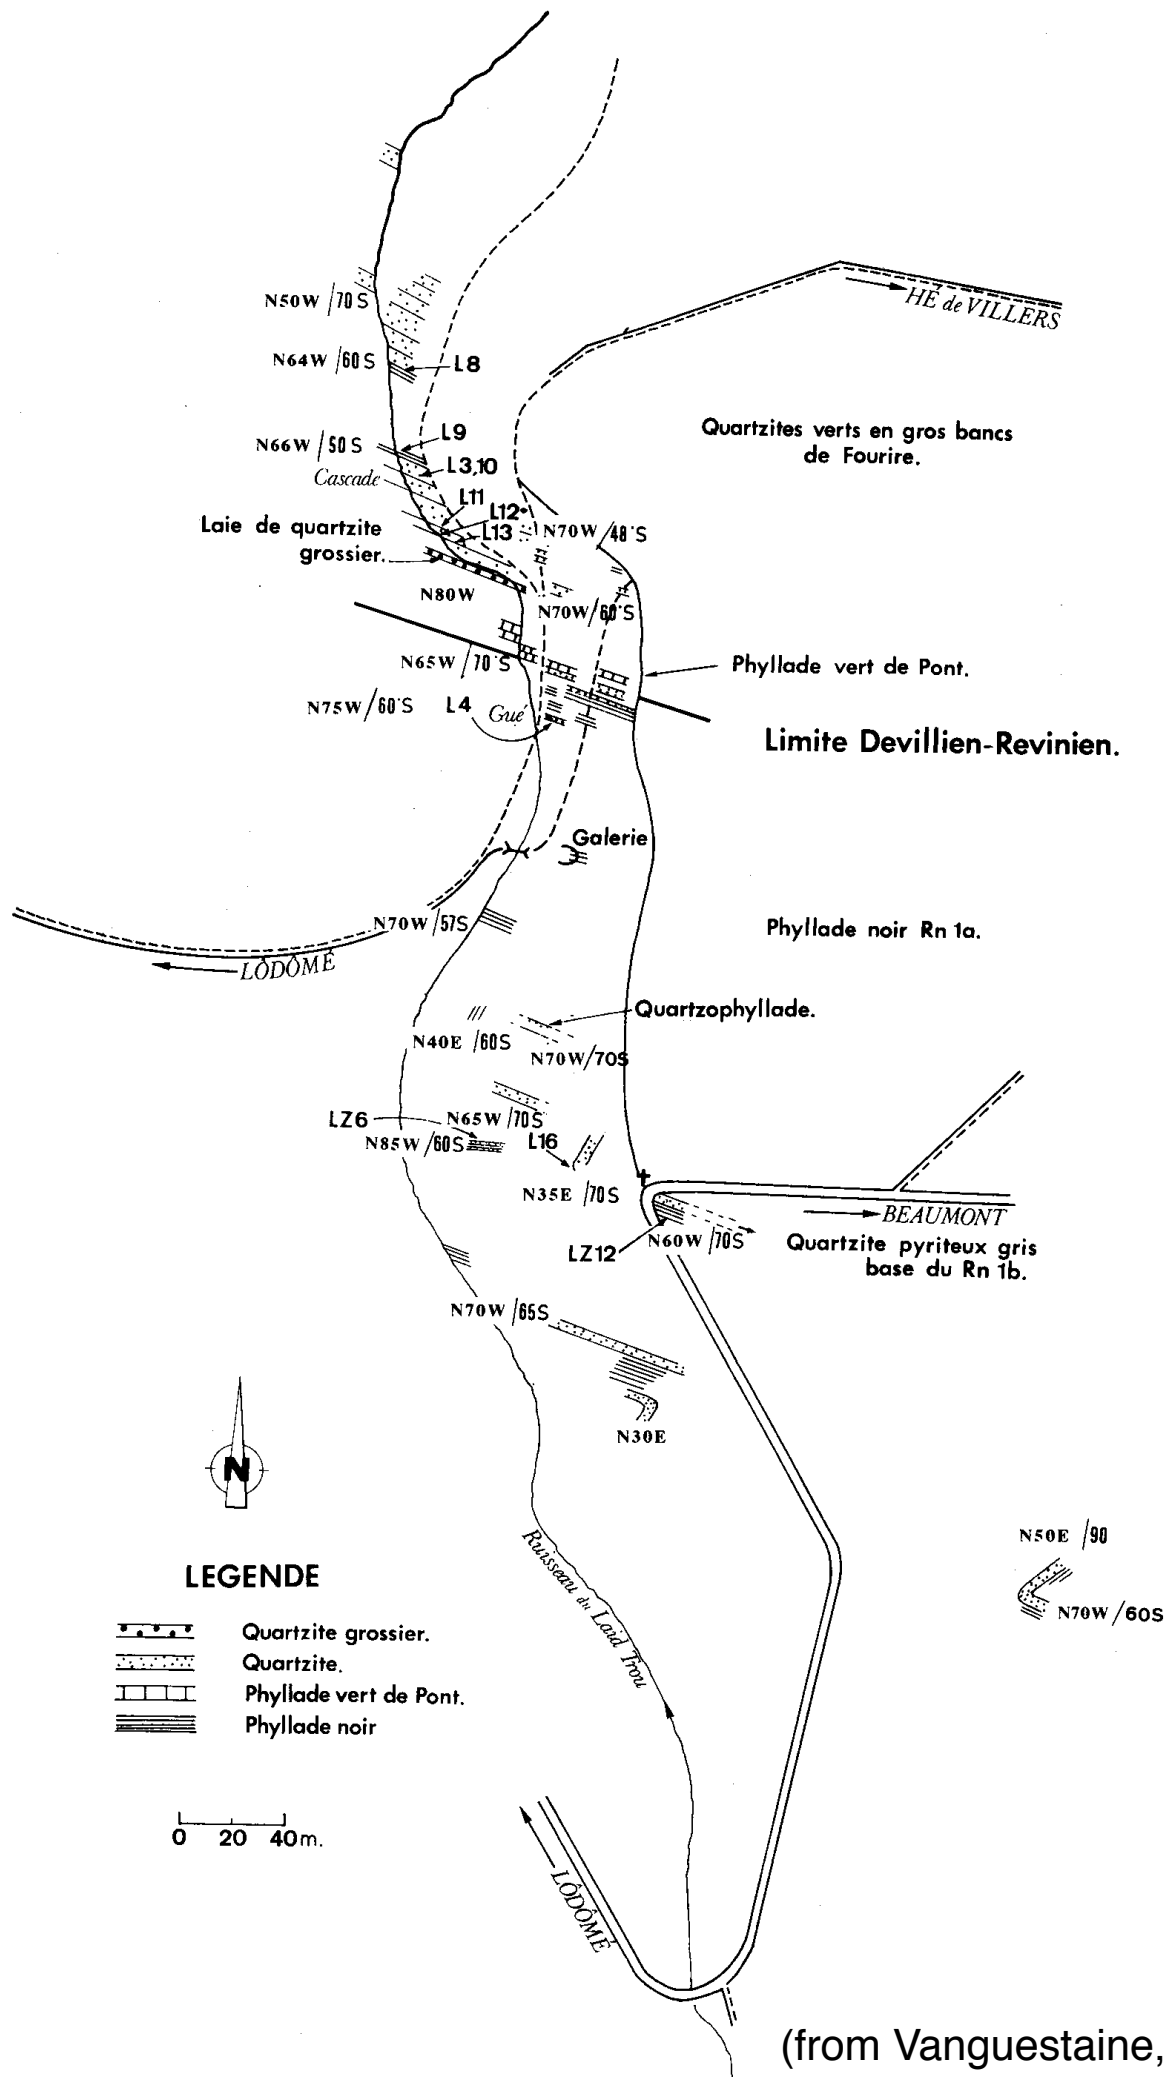 HÉ de VILLERS
N50W /70 S
N64W /60 S
L8
Quartzites verts en gros bancs
de Fourire.
L9
N66W /50 S
L3,10
Cascade
L11
L12
Laie de quartzite
grossier.
L13
N70W /48°S
N80W
N70W /60°S
N65W /70°S
Phyllade vert de Pont.
N75W /60°S
L4
Gué
Limite Devillien-Revinien.
Galerie
N70W /57S
Phyllade noir Rn 1a.
LÔDÔMÉ
Quartzophyllade.
N40E /60S
N70W /70S
LZ6
N65W /70S
N85W /60S
L16
N35E /70S
BEAUMONT
LZ12
N60W /70S
Quartzite pyriteux gris
base du Rn 1b.
N70W /65S
N30E
N
N50E /90
N70W /60S
Ruisseau du Laid Trou
LEGENDE
Quartzite grossier.
Quartzite.
Phyllade vert de Pont.
Phyllade noir
0 20 40m.
LÔDÔMÉ
(from Vanguestaine,